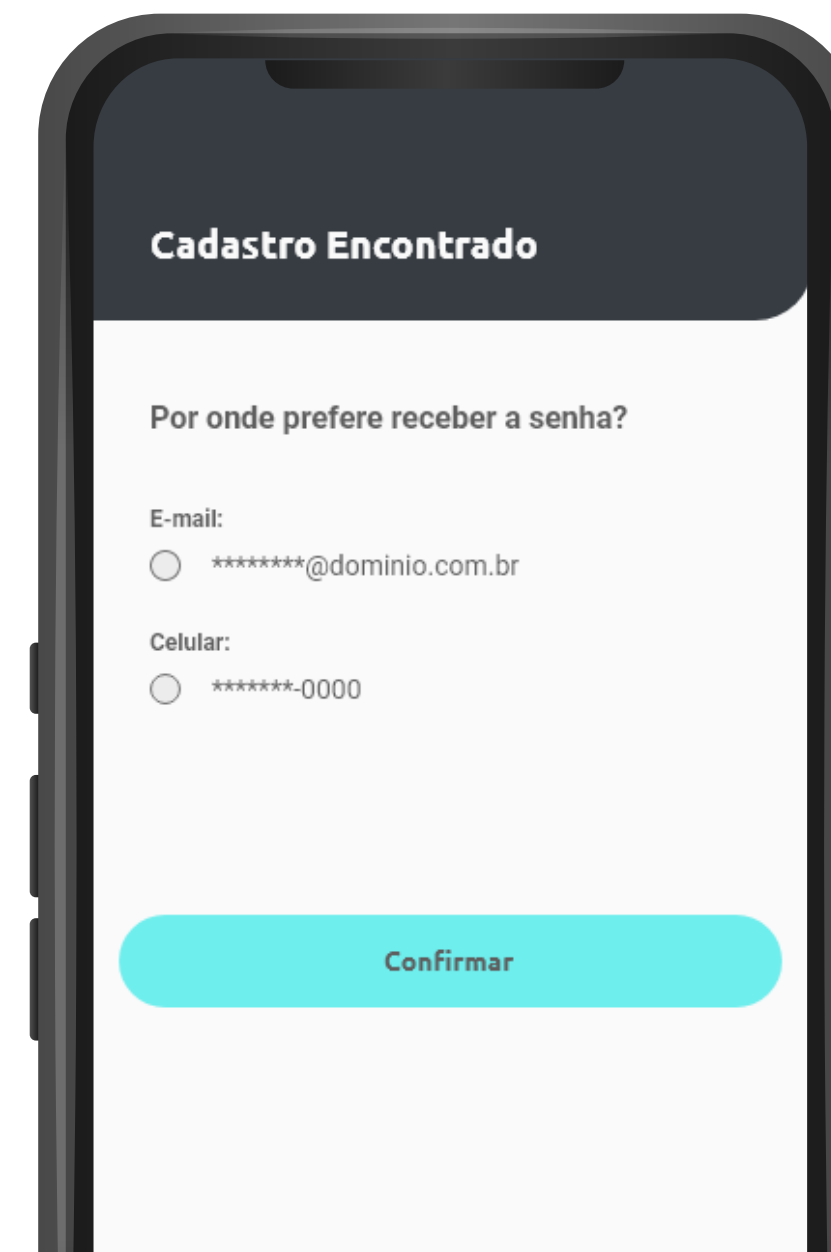 Cadastro Encontrado
Por onde prefere receber a senha?
E-mail:
********@dominio.com.br
Celular:
*******-0000
Confirmar